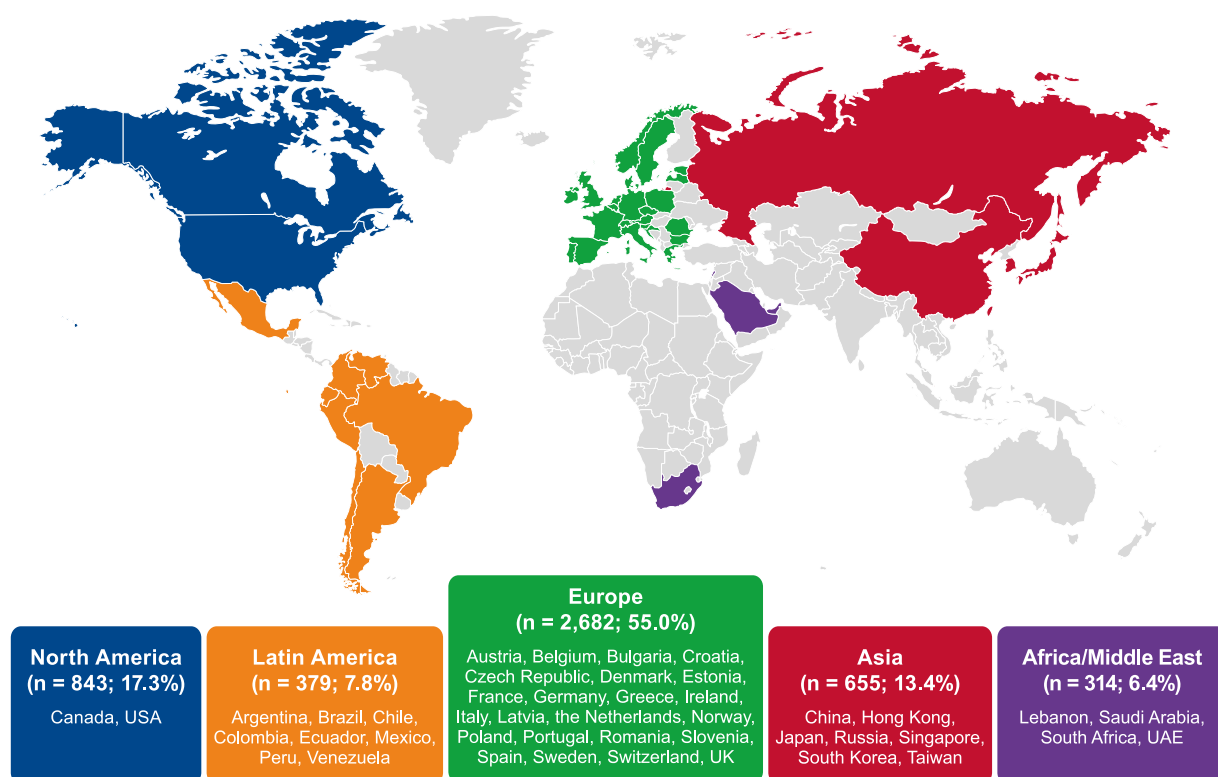 North America
(n = 843; 17.3%)
Canada, USA
Latin America
(n = 379; 7.8%)
Argentina, Brazil, Chile,
Colombia, Ecuador, Mexico,
Peru, Venezuela
Europe
(n = 2,682; 55.0%)
Austria, Belgium, Bulgaria, Croatia,
Czech Republic, Denmark, Estonia,
France, Germany, Greece, Ireland,
Italy, Latvia, the Netherlands, Norway,
Poland, Portugal, Romania, Slovenia,
Spain, Sweden, Switzerland, UK
Asia
(n = 655; 13.4%)
China, Hong Kong,
Japan, Russia, Singapore,
South Korea, Taiwan
Africa/Middle East
(n = 314; 6.4%)
Lebanon, Saudi Arabia,
South Africa, UAE